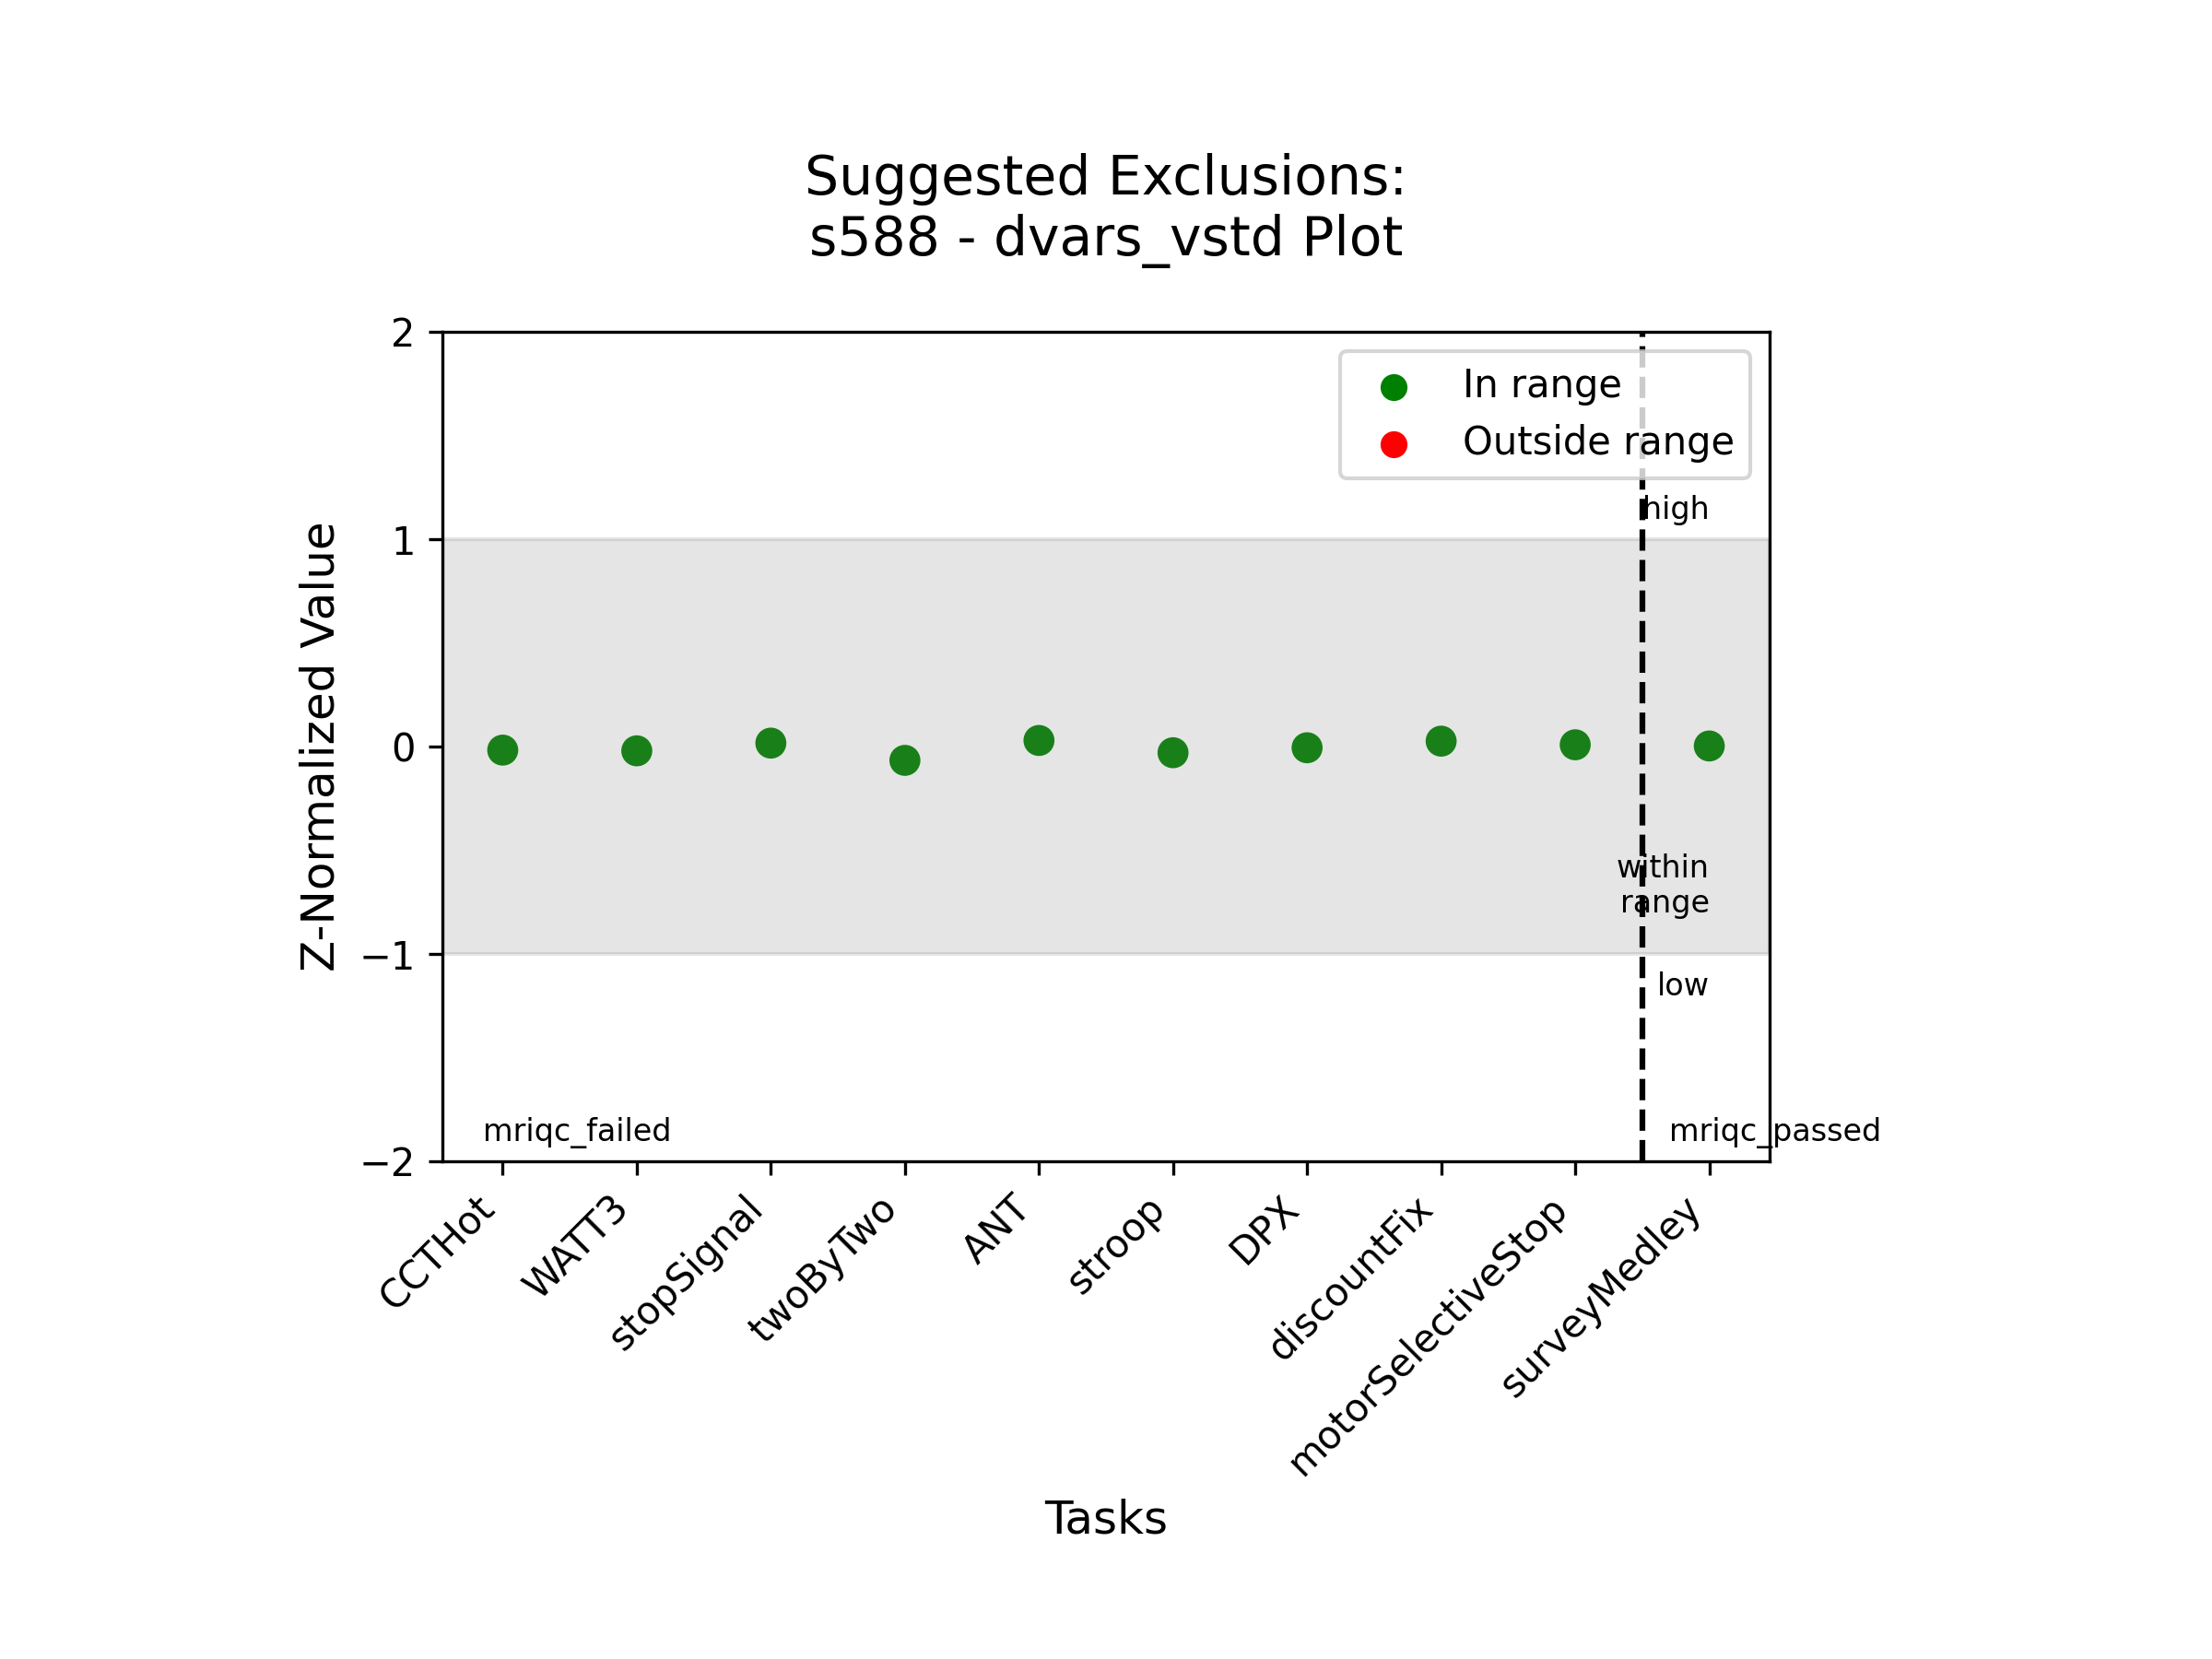 Suggested Exclusions:
s588 - dvars_vstd Plot
Z-Normalized Value
2
1
0
−1
−2
In range
Outside range
high
within
range
low
mriqc_failed
mriqc_passed
CCTHot
WATT3
stopSignal
twoByTwo
ANT
stroop
DPX
discountFix
motorSelectiveStop
surveyMedley
Tasks